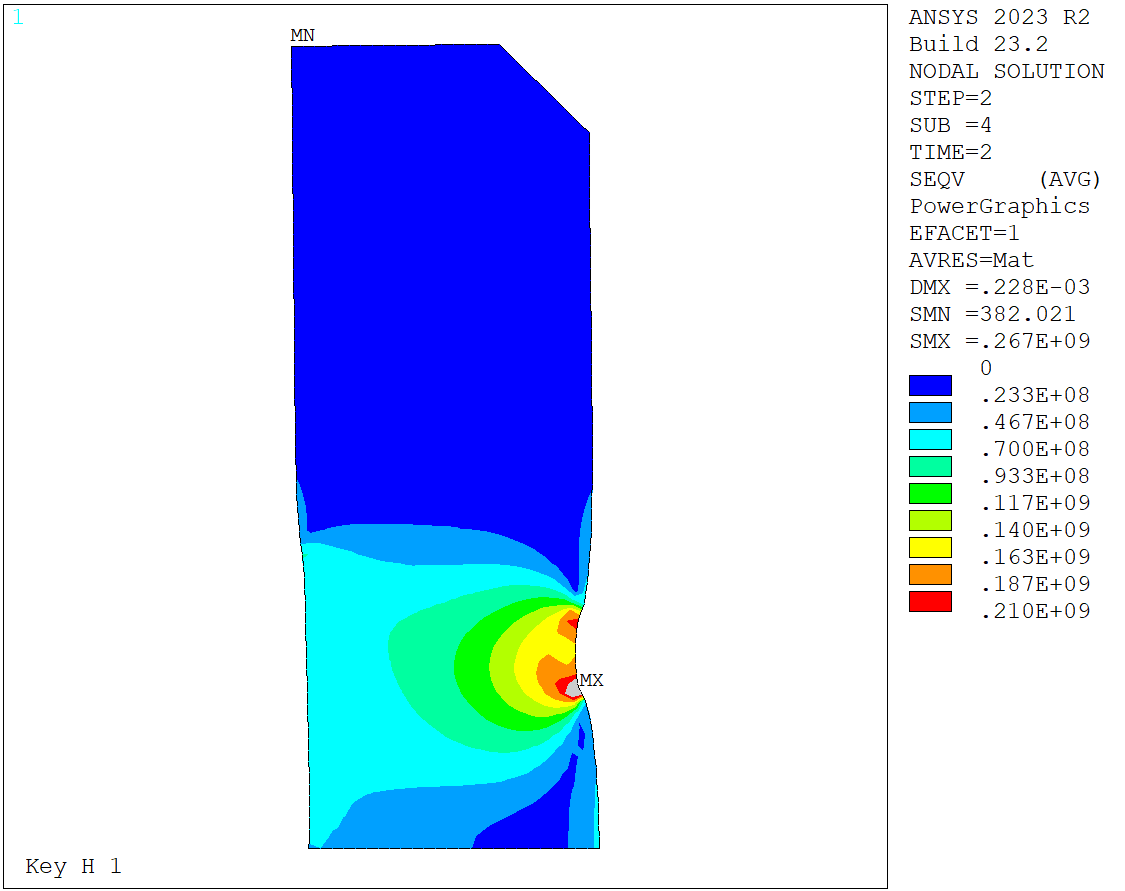 1
MN
MX
Key H 1
ANSYS 2023 R2
Build 23.2
NODAL SOLUTION
STEP=2
SUB =4
TIME=2
SEQV (AVG)
PowerGraphics
EFACET=1
AVRES=Mat
DMX =.228E-03
SMN =382.021
SMX =.267E+09
0
.233E+08
.467E+08
.700E+08
.933E+08
.117E+09
.140E+09
.163E+09
.187E+09
.210E+09